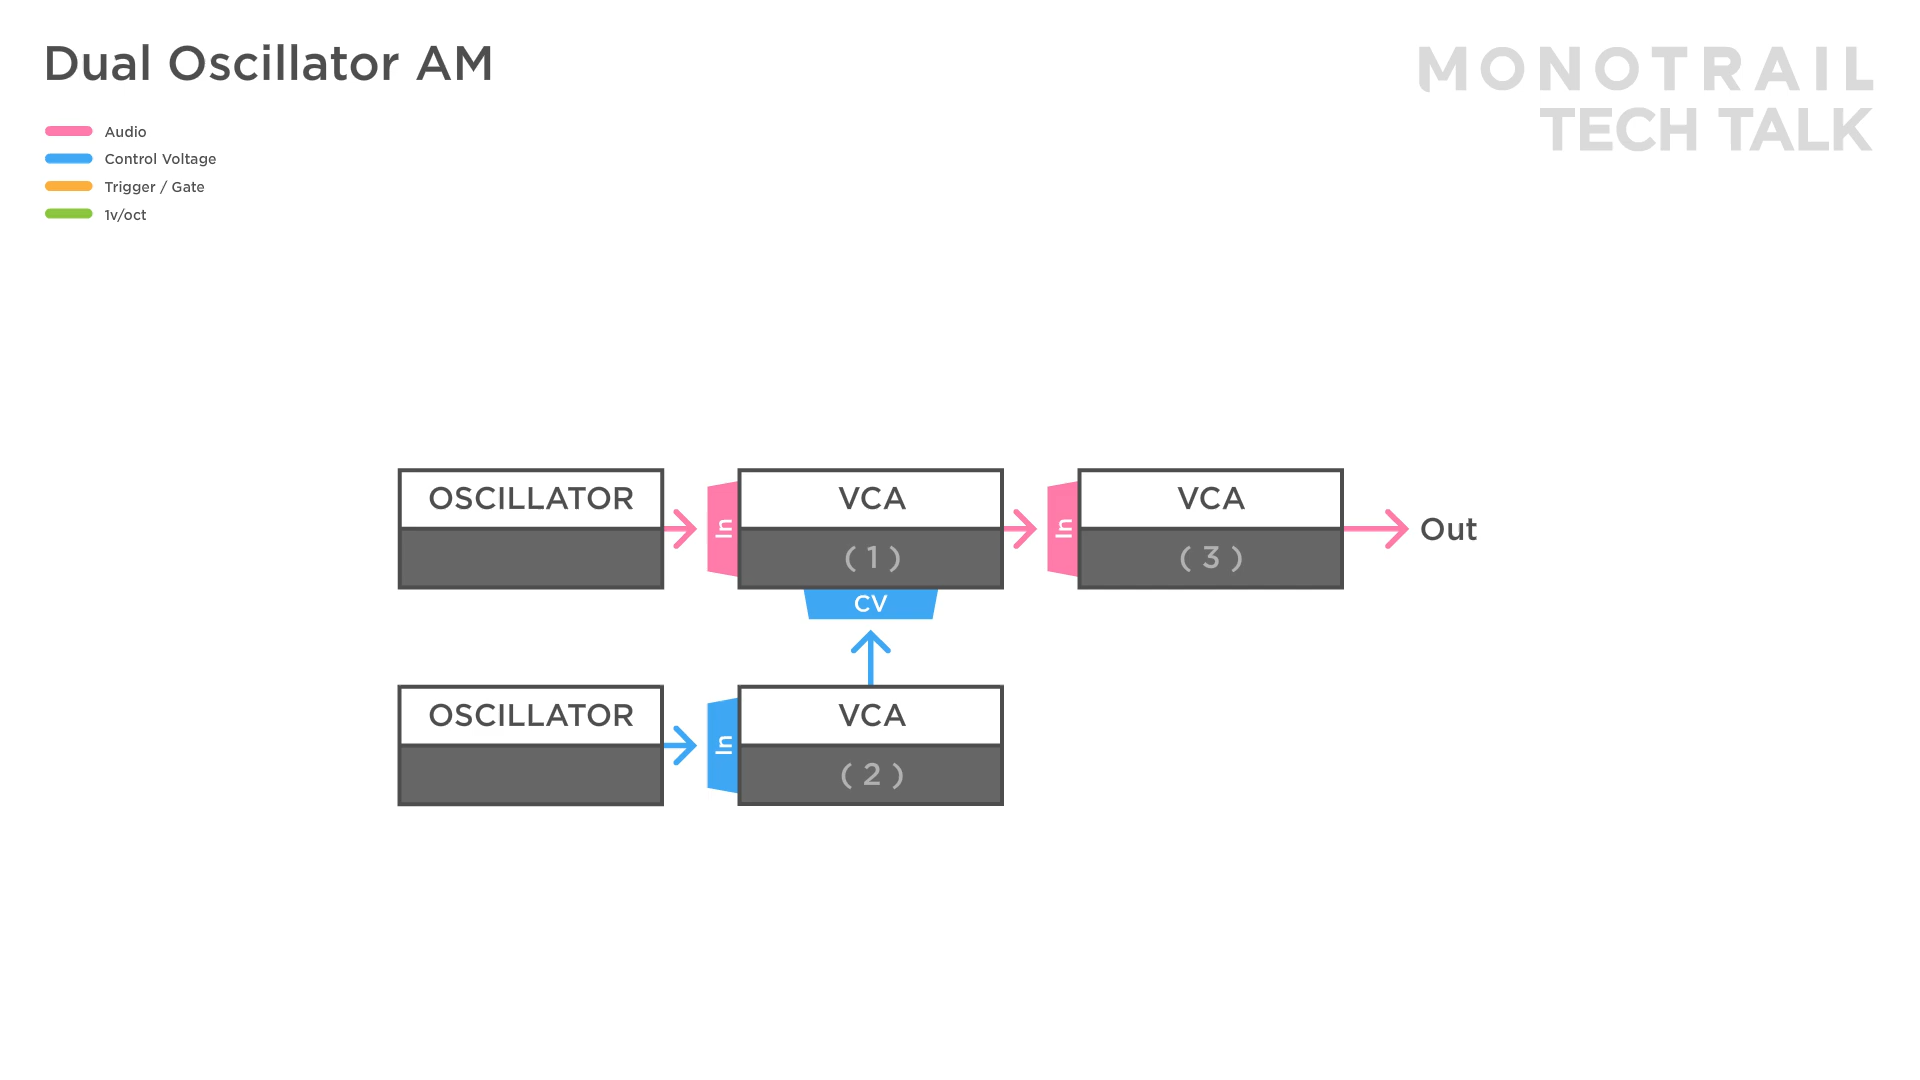 Dual Oscillator AM
MONOTRAIL
TECH TALK
Audio
Control Voltage
Trigger / Gate
1v/oct
OSCILLATOR
In
VCA
( 1 )
CV
In
VCA
( 3 )
Out
OSCILLATOR
In
VCA
( 2 )